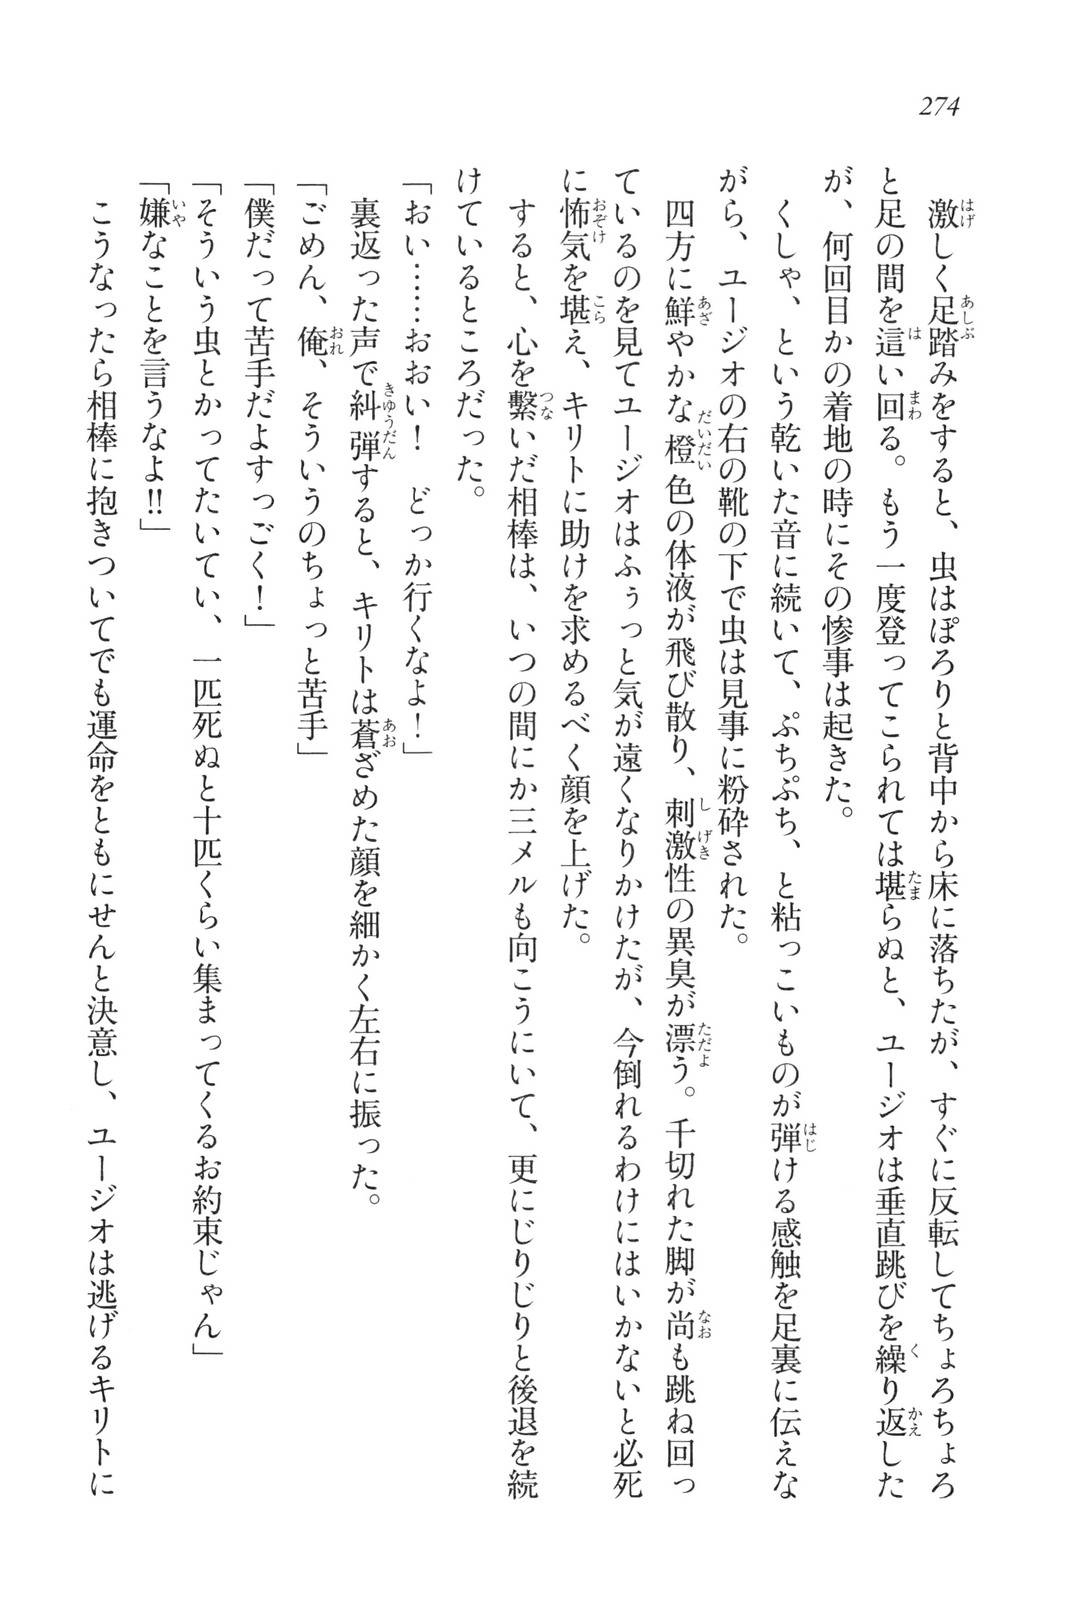 274
激しく足踏みをすると、虫はぽろりと背中から床に落ちたが、すぐに反転してちょろちょろ
と足の間を這い回る。もう一度登ってこられては堪らぬと、ユージオは垂直跳びを繰り返した
が、何回目かの着地の時にその惨事は起きた。
くしゃ、という乾いた音に続いて、ぷちぷち、と粘っこいものが弾ける感触を足裏に伝えな
がら、ユージオの右の靴の下で虫は見事に粉砕された。
四方に鮮やかな橙色の体液が飛び散り、刺激性の異臭が漂う。千切れた脚が尚も跳ね回っ
ているのを見てユージオはふぅっと気が遠くなりかけたが、今倒れるわけにはいかないと必死
に怖気を堪え、キリトに助けを求めるべく顔を上げた。
すると、心を繋いだ相棒は、いつの間にか三メルも向こうにいて、更にじりじりと後退を続
けているところだった。
「おい……おおい！　どっか行くなよ！」
裏返った声で糾弾すると、キリトは蒼ざめた顔を細かく左右に振った。
「ごめん、俺、そういうのちょっと苦手」
「僕だって苦手だよすっごく！」
「そういう虫とかってたいてい、一匹死ぬと十匹くらい集まってくるお約束じゃん」
「嫌なことを言うなよ!!」
こうなったら相棒に抱きついてでも運命をともにせんと決意し、ユージオは逃げるキリトに